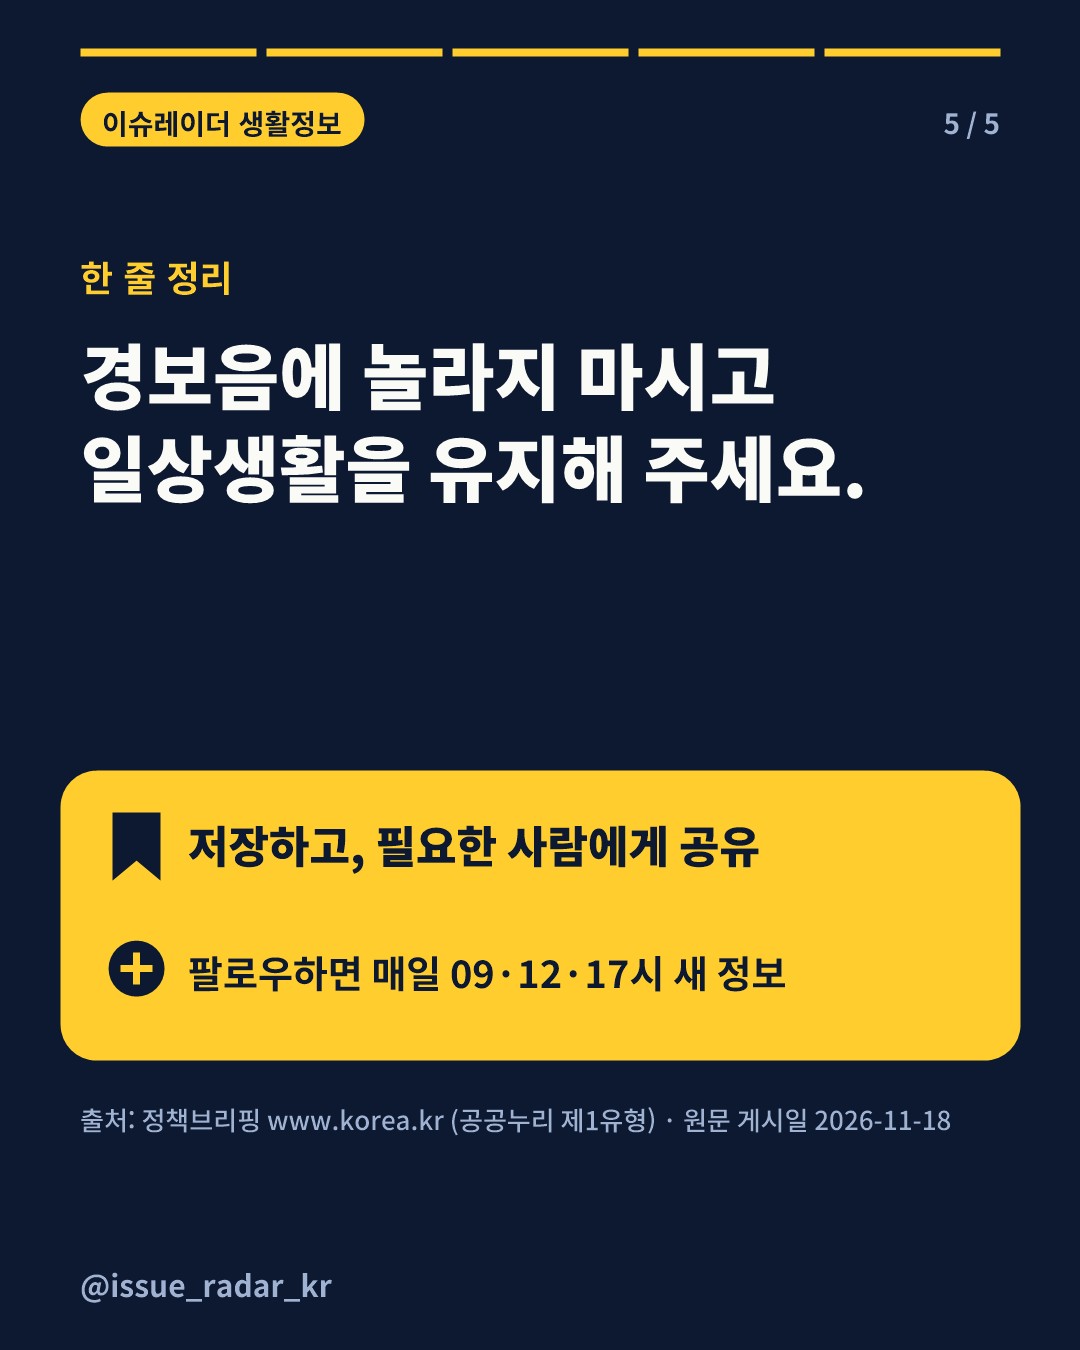 이슈레이더 생활정보
5 / 5
한 줄 정리
경보음에 놀라지 마시고
일상생활을 유지해 주세요.
저장하고, 필요한 사람에게 공유
팔로우하면 매일 09·12·17시 새 정보
출처: 정책브리핑 www.korea.kr (공공누리 제1유형) · 원문 게시일 2026-11-18
@issue_radar_kr